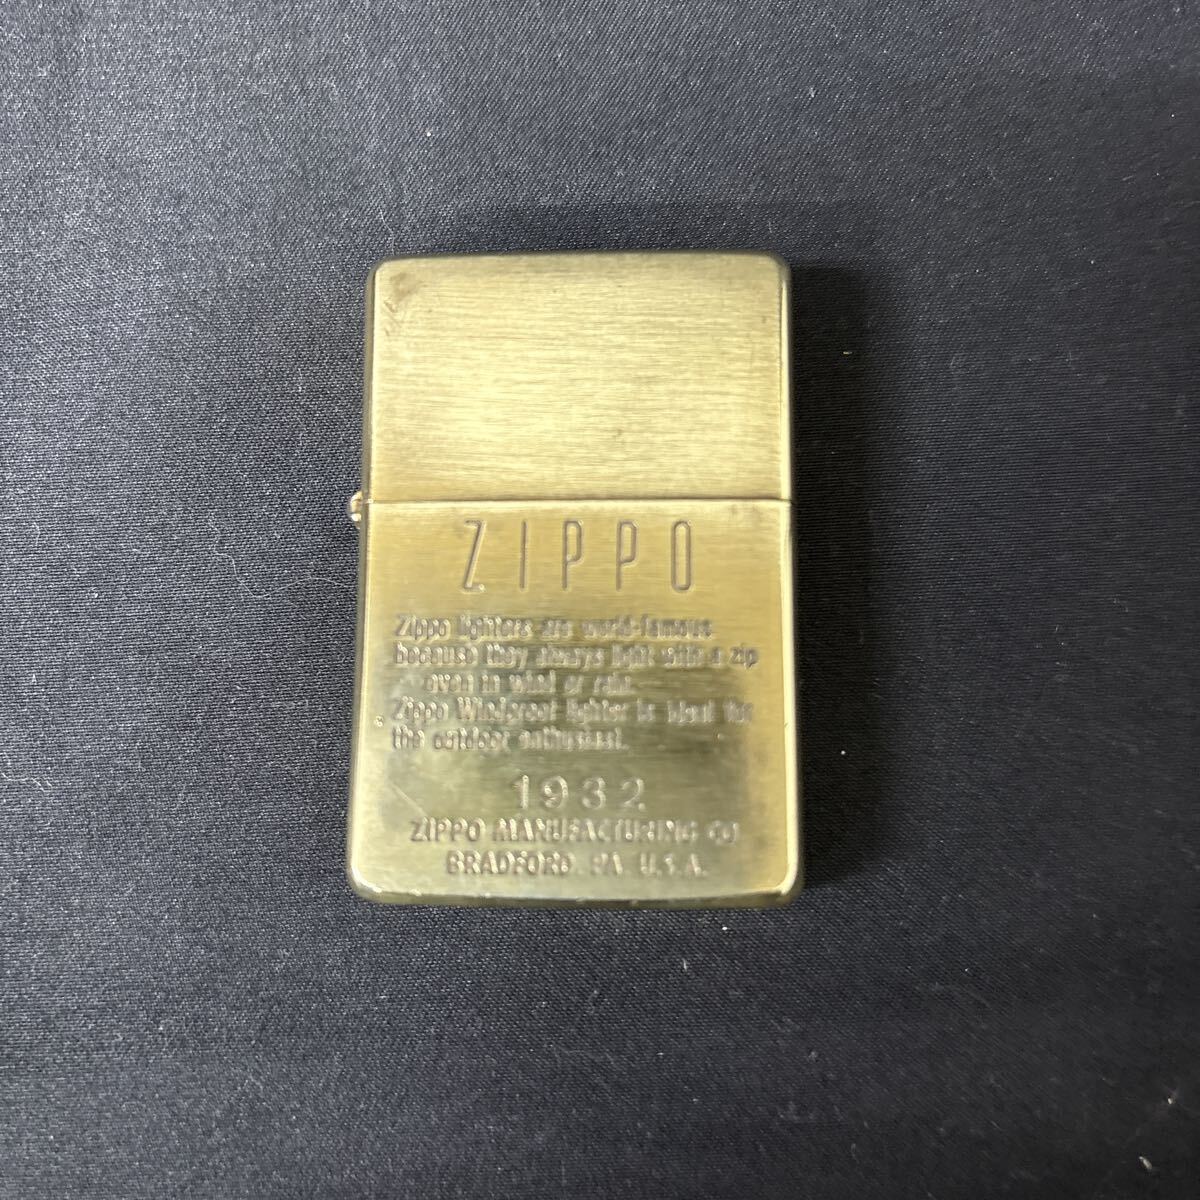 ZIPPO
Zippo lighters are world-famous
because they always light with a zip
even in wind or rain.
Zippo Windproof lighter is ideal for
the outdoor enthusiast.
1932
ZIPPO MANUFACTURING CO
BRADFORD. PA. U.S.A.